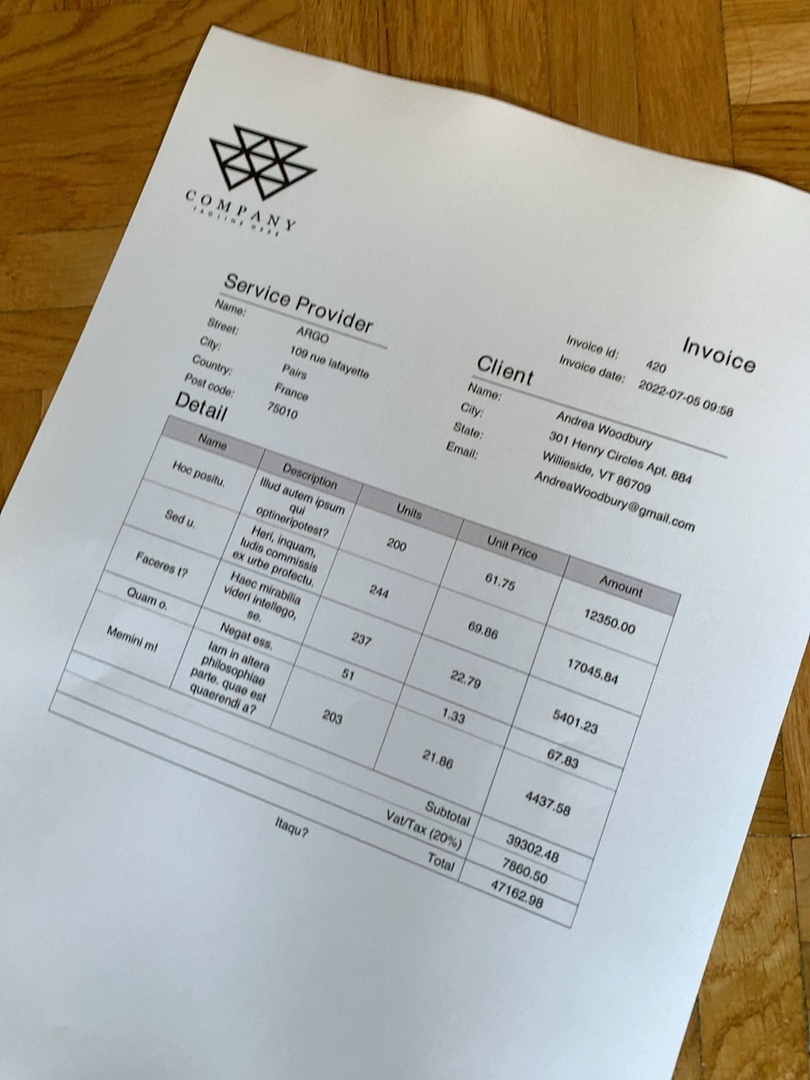 COMPANY
TAGLINE HERE
Invoice
Invoice id: 420
Invoice date: 2022-07-05 09:58
Service Provider
Name: ARGO
Street: 109 rue lafayette
City: Pairs
Country: France
Post code: 75010
Client
Name: Andrea Woodbury
City: 301 Henry Circles Apt. 884
State: Willieside, VT 86709
Email: AndreaWoodbury@gmail.com
Detail
Name Description Units Unit Price Amount
Hoc positu. Illud autem ipsum 200 61.75 12350.00
qui
optineripotest?
Sed u. Heri, inquam, 244 69.86 17045.84
ludis commissis
ex urbe profectu.
Faceres t? Haec mirabilia 237 22.79 5401.23
videri intellego,
se.
Quam o. Negat ess. 51 1.33 67.83
Memini m! Iam in altera 203 21.86 4437.58
philosophiae
parte. quae est
quaerendi a?
Subtotal 39302.48
Vat/Tax (20%) 7860.50
Total 47162.98
Itaqu?